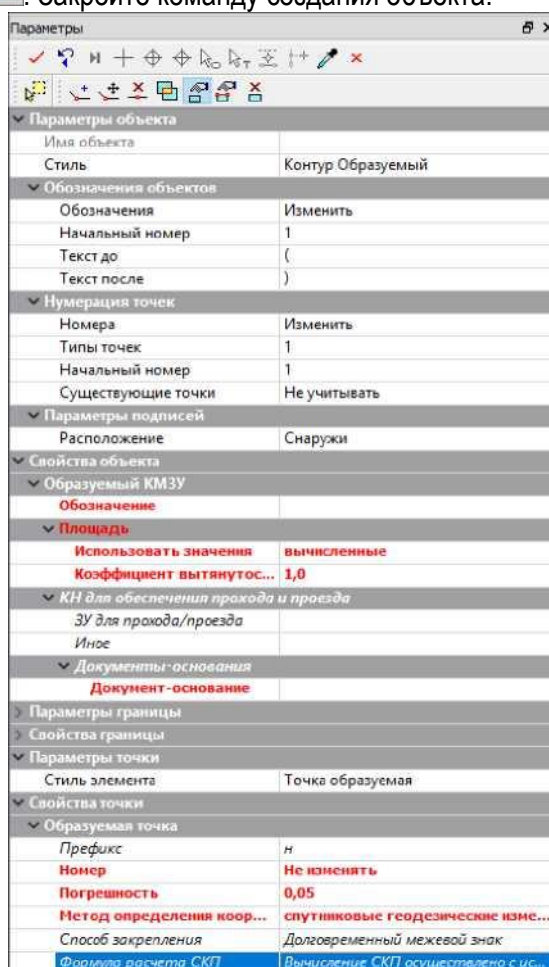 Закройте команду создания объекта.
Параметры
Параметры объекта
Имя объекта
Стиль Контур Образуемый
Обозначения объектов
Обозначения Изменить
Начальный номер 1
Текст до (
Текст после )
Нумерация точек
Номера Изменить
Типы точек 1
Начальный номер 1
Существующие точки Не учитывать
Параметры подписей
Расположение Снаружи
Свойства объекта
Образуемый КМЗУ
Обозначение
Площадь
Использовать значения вычисленные
Коэффициент вытянутос... 1,0
КН для обеспечения прохода и проезда
ЗУ для прохода/проезда
Иное
Документы-основания
Документ-основание
Параметры границы
Свойства границы
Параметры точки
Стиль элемента Точка образуемая
Свойства точки
Образуемая точка
Префикс н
Номер Не изменять
Погрешность 0,05
Метод определения коор... спутниковые геодезические изме...
Способ закрепления Долговременный межевой знак
Формула расчета СКП Вычисление СКП осуществлено с ис...